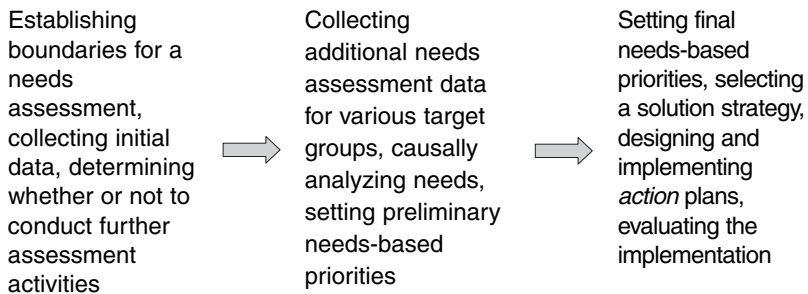 Establishing
boundaries for a
needs
assessment,
collecting initial
data, determining
whether or not to
conduct further
assessment
activities
Collecting
additional needs
assessment data
for various target
groups, causally
analyzing needs,
setting preliminary
needs-based
priorities
Setting final
needs-based
priorities, selecting
a solution strategy,
designing and
implementing
action plans,
evaluating the
implementation